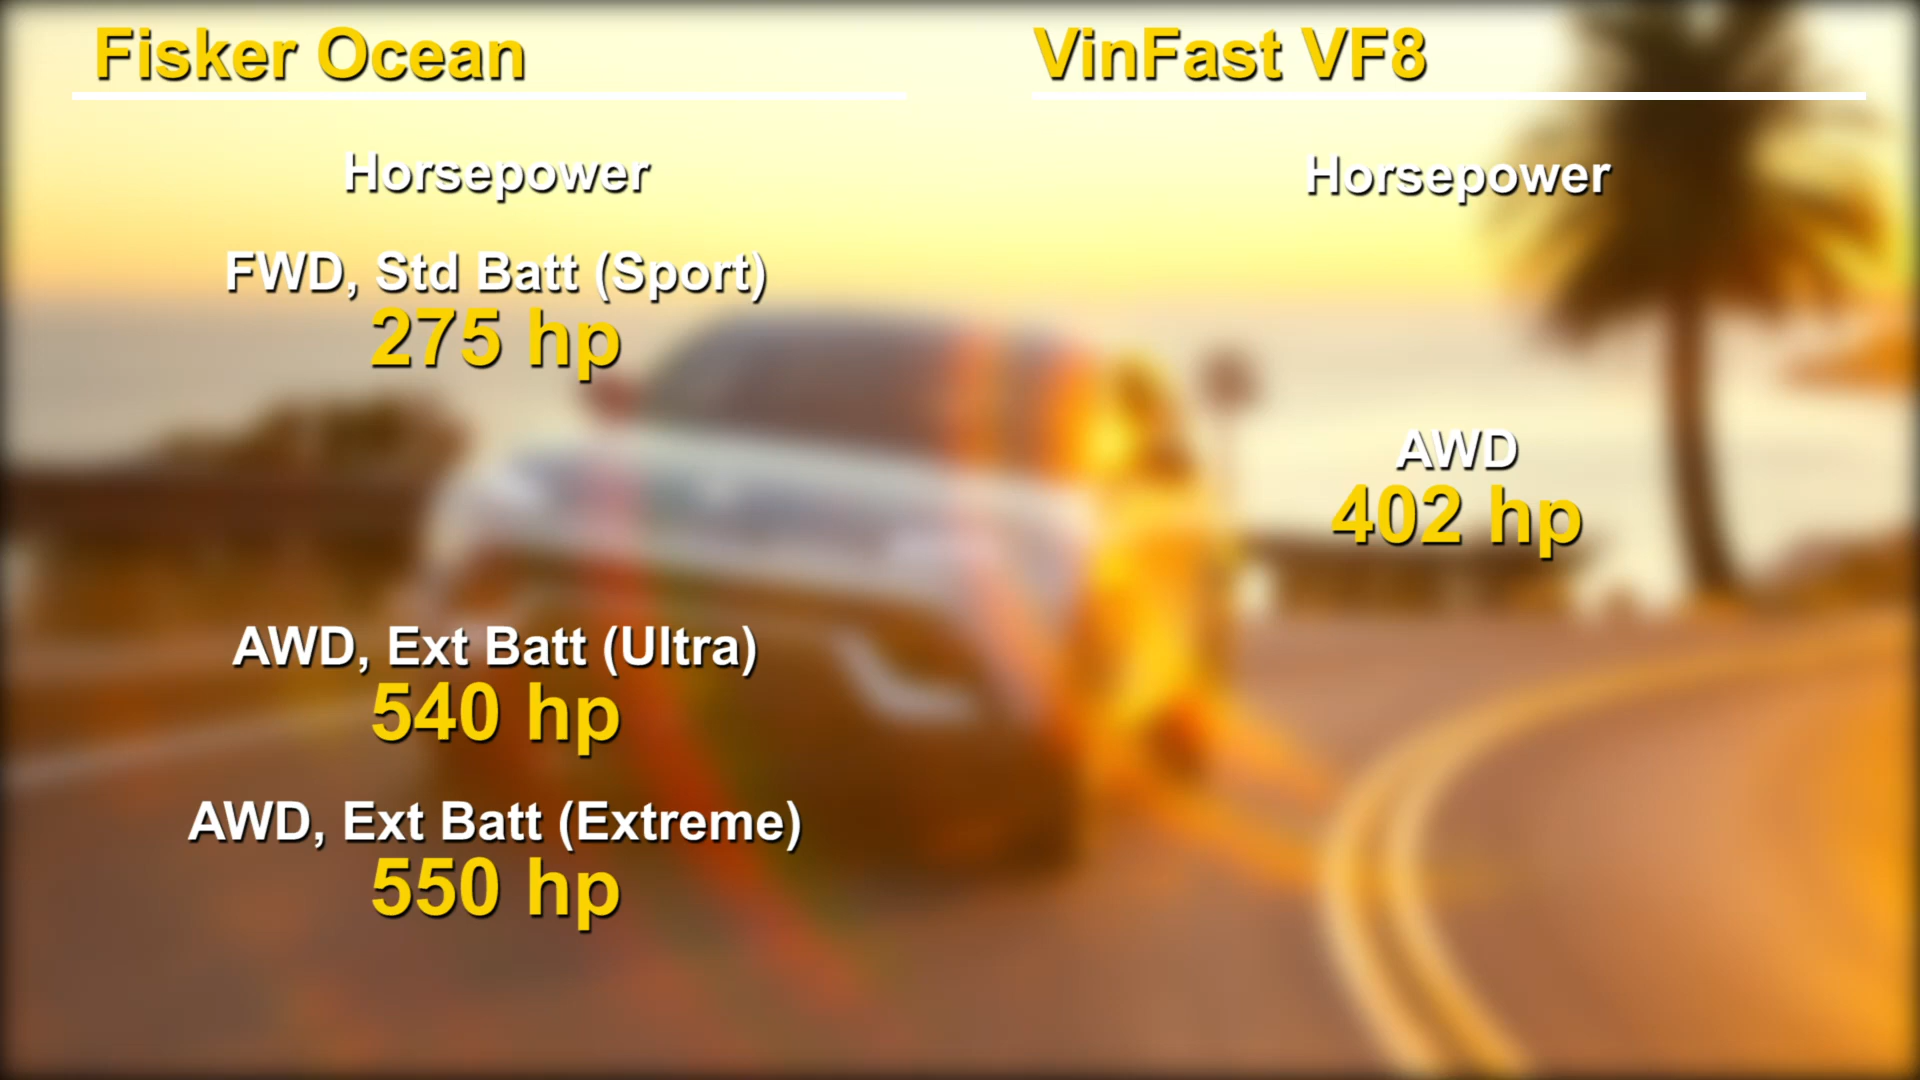 Fisker Ocean
Horsepower
FWD, Std Batt (Sport)
275 hp
AWD, Ext Batt (Ultra)
540 hp
AWD, Ext Batt (Extreme)
550 hp
VinFast VF8
Horsepower
AWD
402 hp